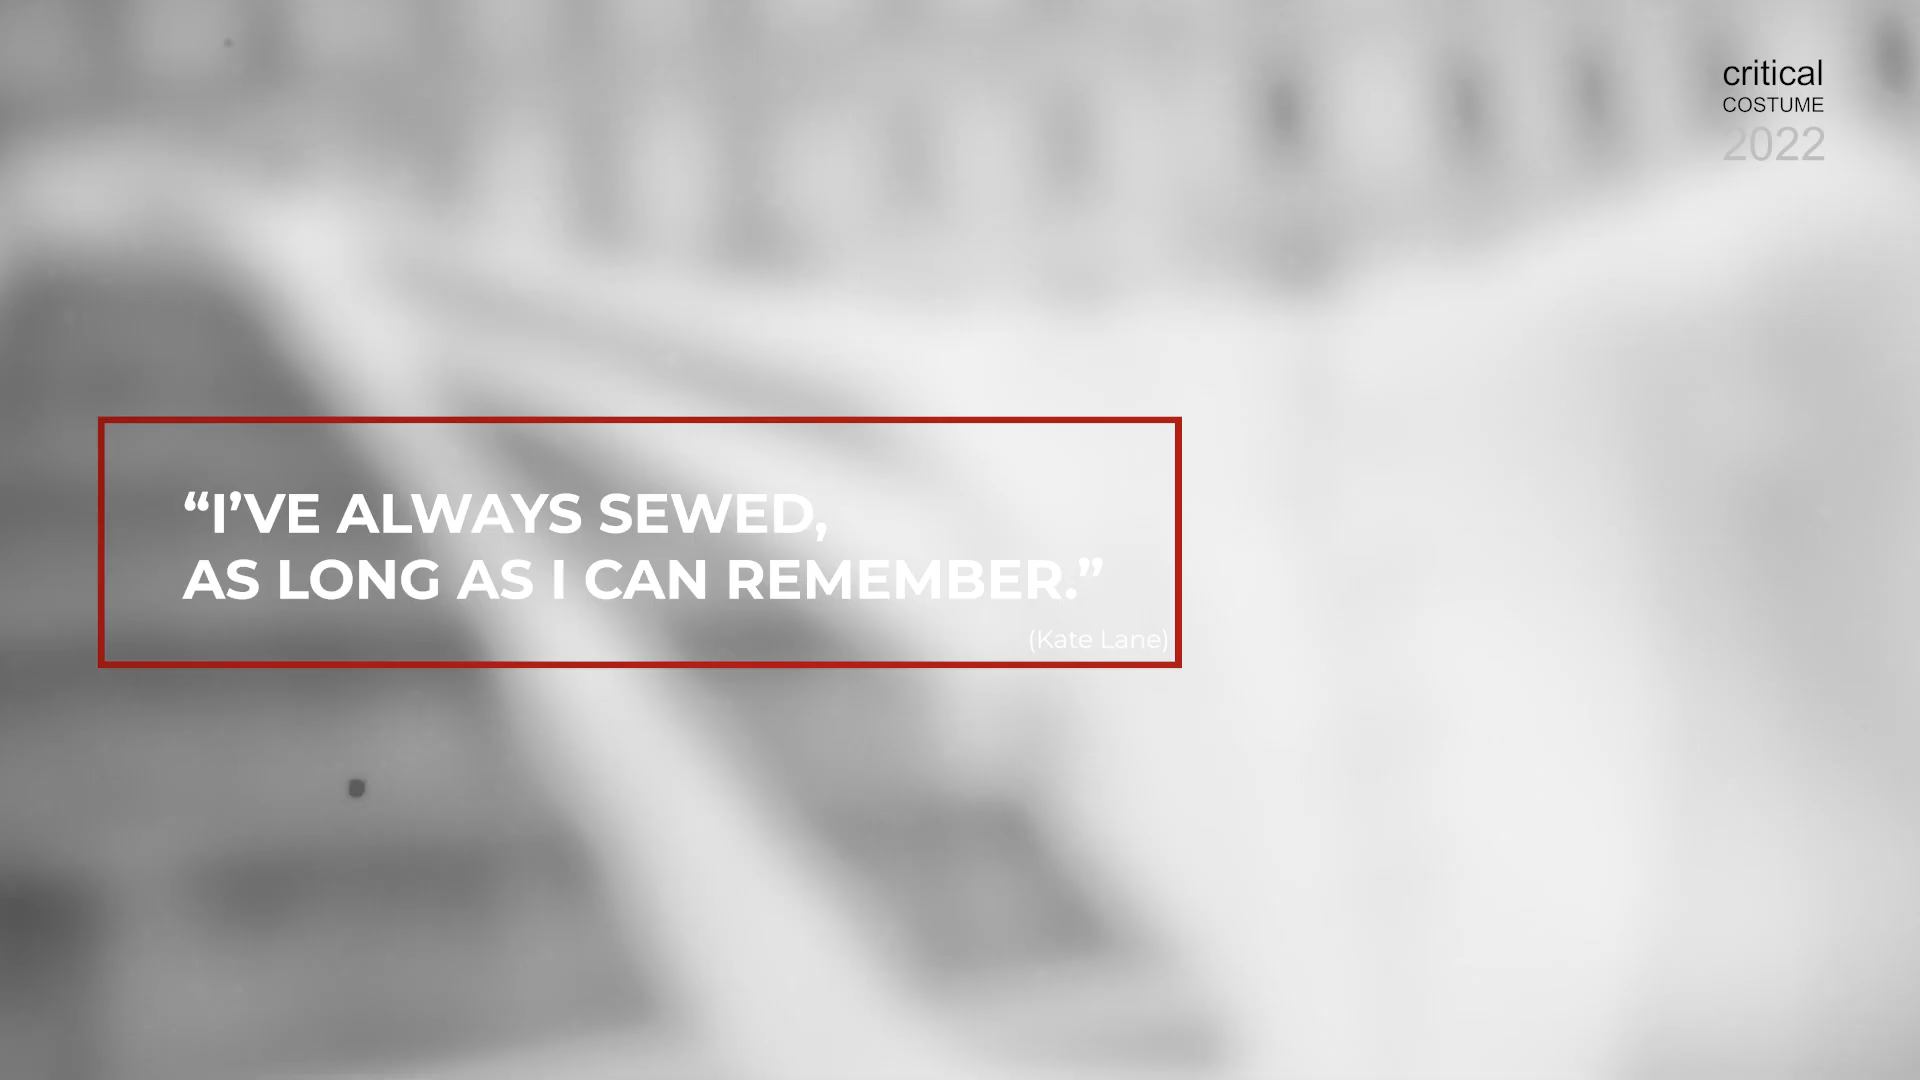 critical
COSTUME
2022
“I’VE ALWAYS SEWED,
AS LONG AS I CAN REMEMBER.”
(Kate Lane)